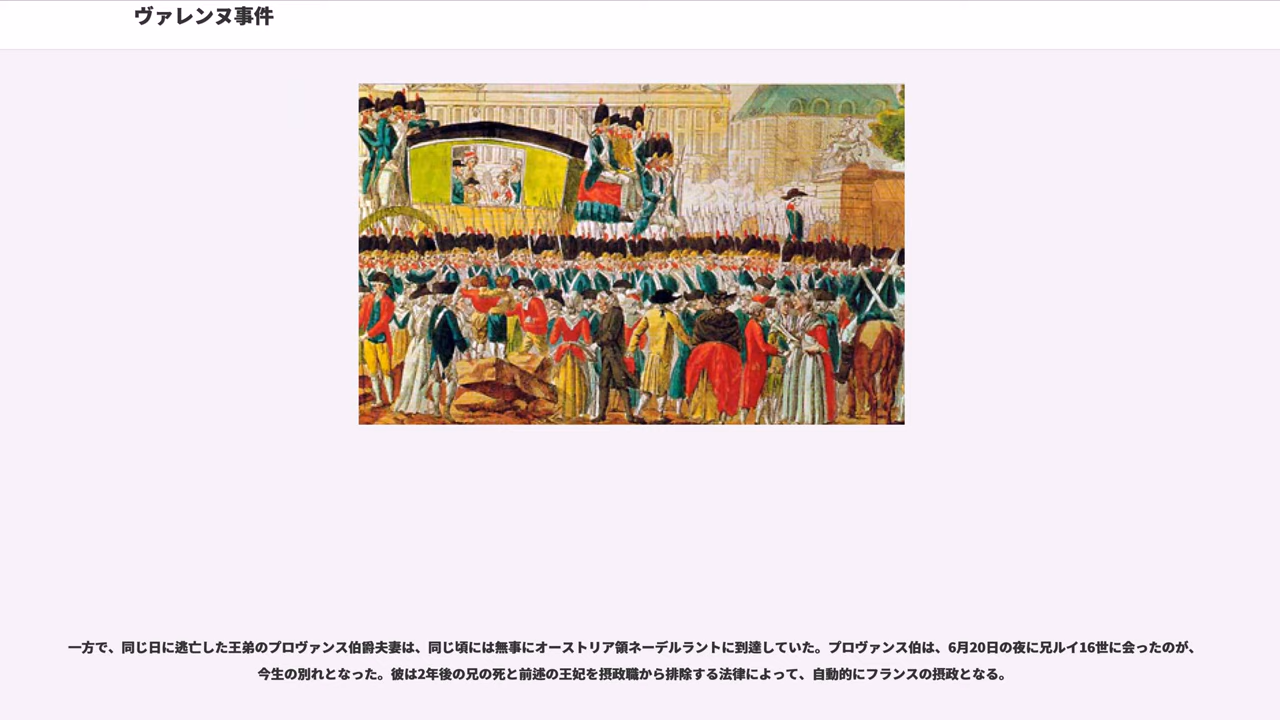 ヴァレンヌ事件
一方で、同じ日に逃亡した王弟のプロヴァンス伯爵夫妻は、同じ頃には無事にオーストリア領ネーデルラントに到達していた。プロヴァンス伯は、6月20日の夜に兄ルイ16世に会ったのが、
今生の別れとなった。彼は2年後の兄の死と前述の王妃を摂政職から排除する法律によって、自動的にフランスの摂政となる。